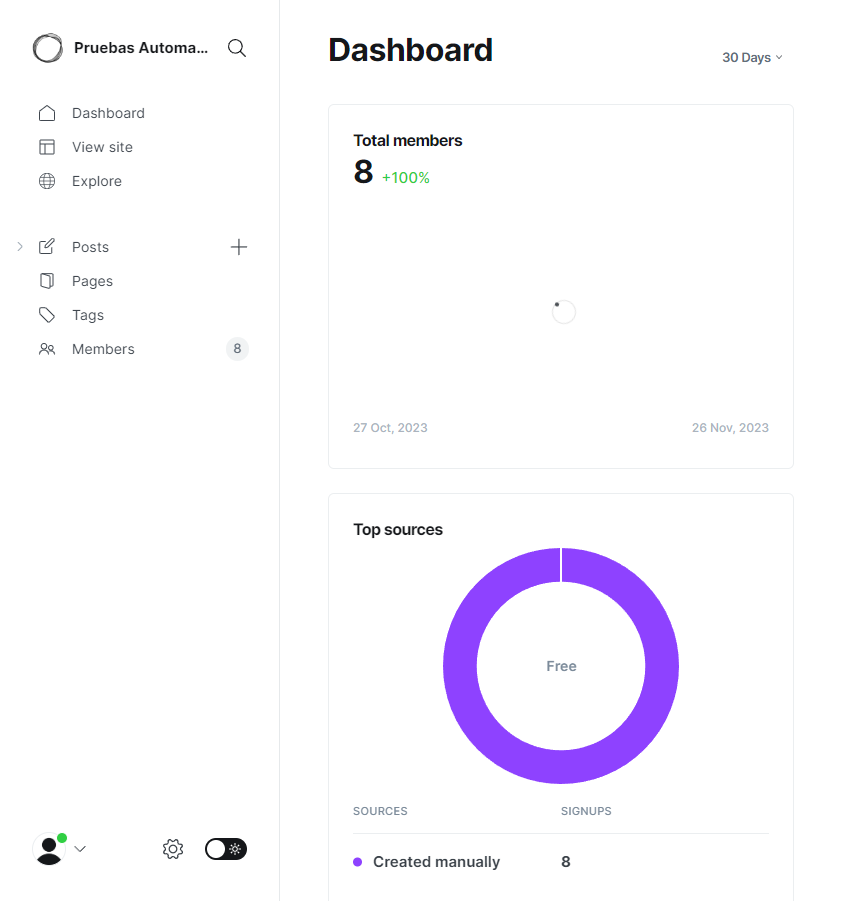 Pruebas Automa...
Dashboard
View site
Explore
Posts
Pages
Tags
Members
8
Dashboard
30 Days
Total members
8 +100%
27 Oct, 2023
26 Nov, 2023
Top sources
Free
SOURCES
SIGNUPS
Created manually
8